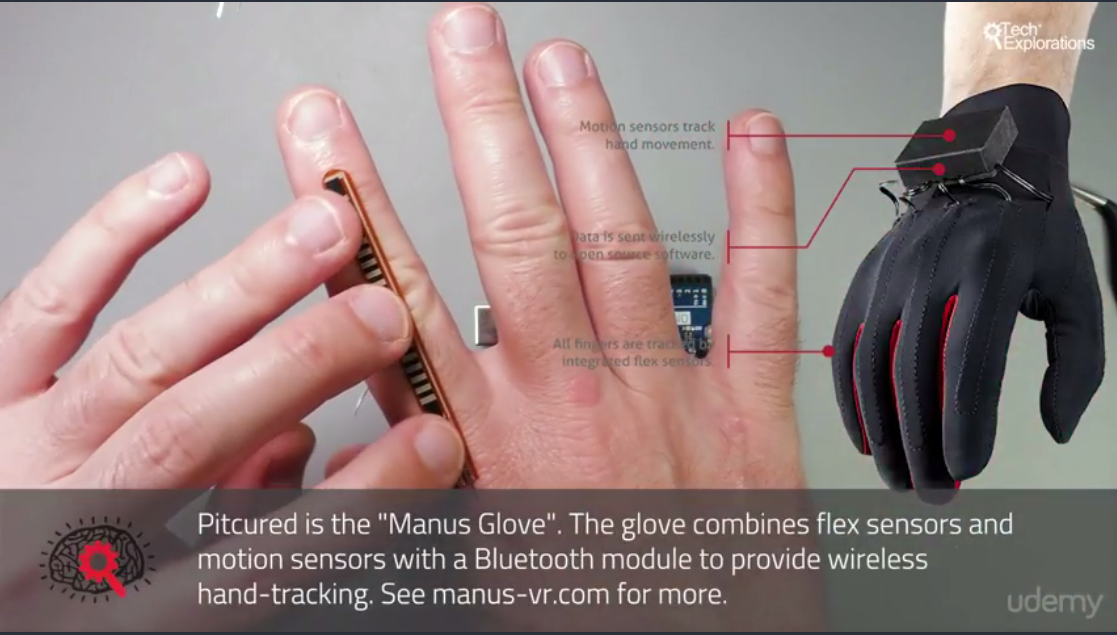 Tech
Explorations
Motion sensors track
hand movement.
Data is sent wirelessly
to open source software.
All fingers are tracked by
integrated flex sensors.
Pitcured is the "Manus Glove". The glove combines flex sensors and
motion sensors with a Bluetooth module to provide wireless
hand-tracking. See manus-vr.com for more.
udemy